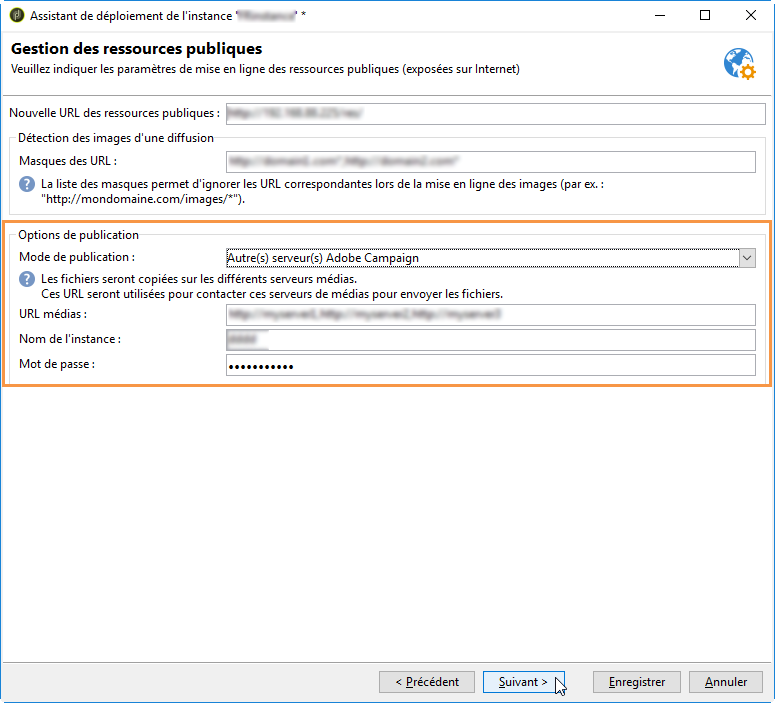 Assistant de déploiement de l'instance ' ' *
Gestion des ressources publiques
Veuillez indiquer les paramètres de mise en ligne des ressources publiques (exposées sur Internet)
Nouvelle URL des ressources publiques :
Détection des images d'une diffusion
Masques des URL :
? La liste des masques permet d'ignorer les URL correspondantes lors de la mise en ligne des images (par ex. :
"http://mondomaine.com/images/*").
Options de publication
Mode de publication : Autre(s) serveur(s) Adobe Campaign
? Les fichiers seront copiées sur les différents serveurs médias.
Ces URL seront utilisées pour contacter ces serveurs de médias pour envoyer les fichiers.
URL médias :
Nom de l'instance :
Mot de passe : •••••••••••
< Précédent Suivant > Enregistrer Annuler